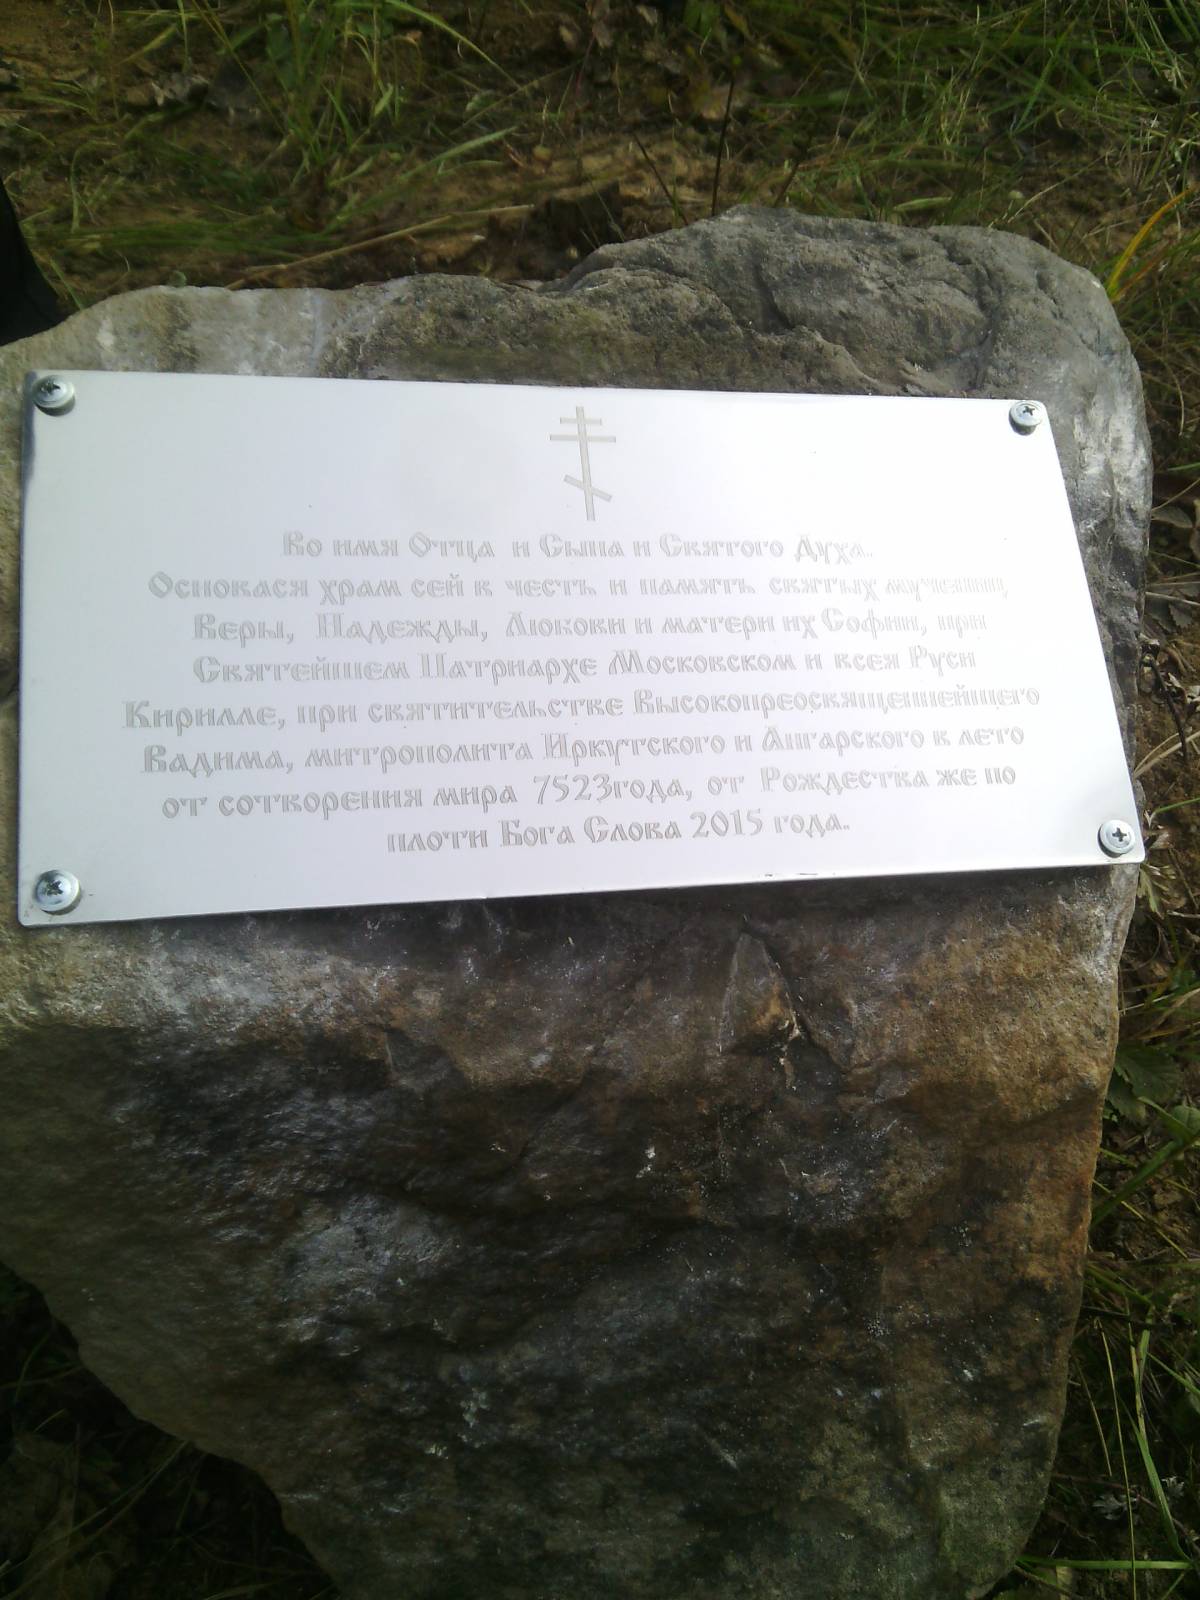 Во имя Отца и Сына и Святого Духа.
Основася храм сей в честь и память святых мучениц
Веры, Надежды, Любови и матери их Софии, при
Святейшем Патриархе Московском и всея Руси
Кирилле, при святительстве Высокопреосвященнейшего
Вадима, митрополита Иркутского и Ангарского в лето
от сотворения мира 7523года, от Рождества же по
плоти Бога Слова 2015 года.